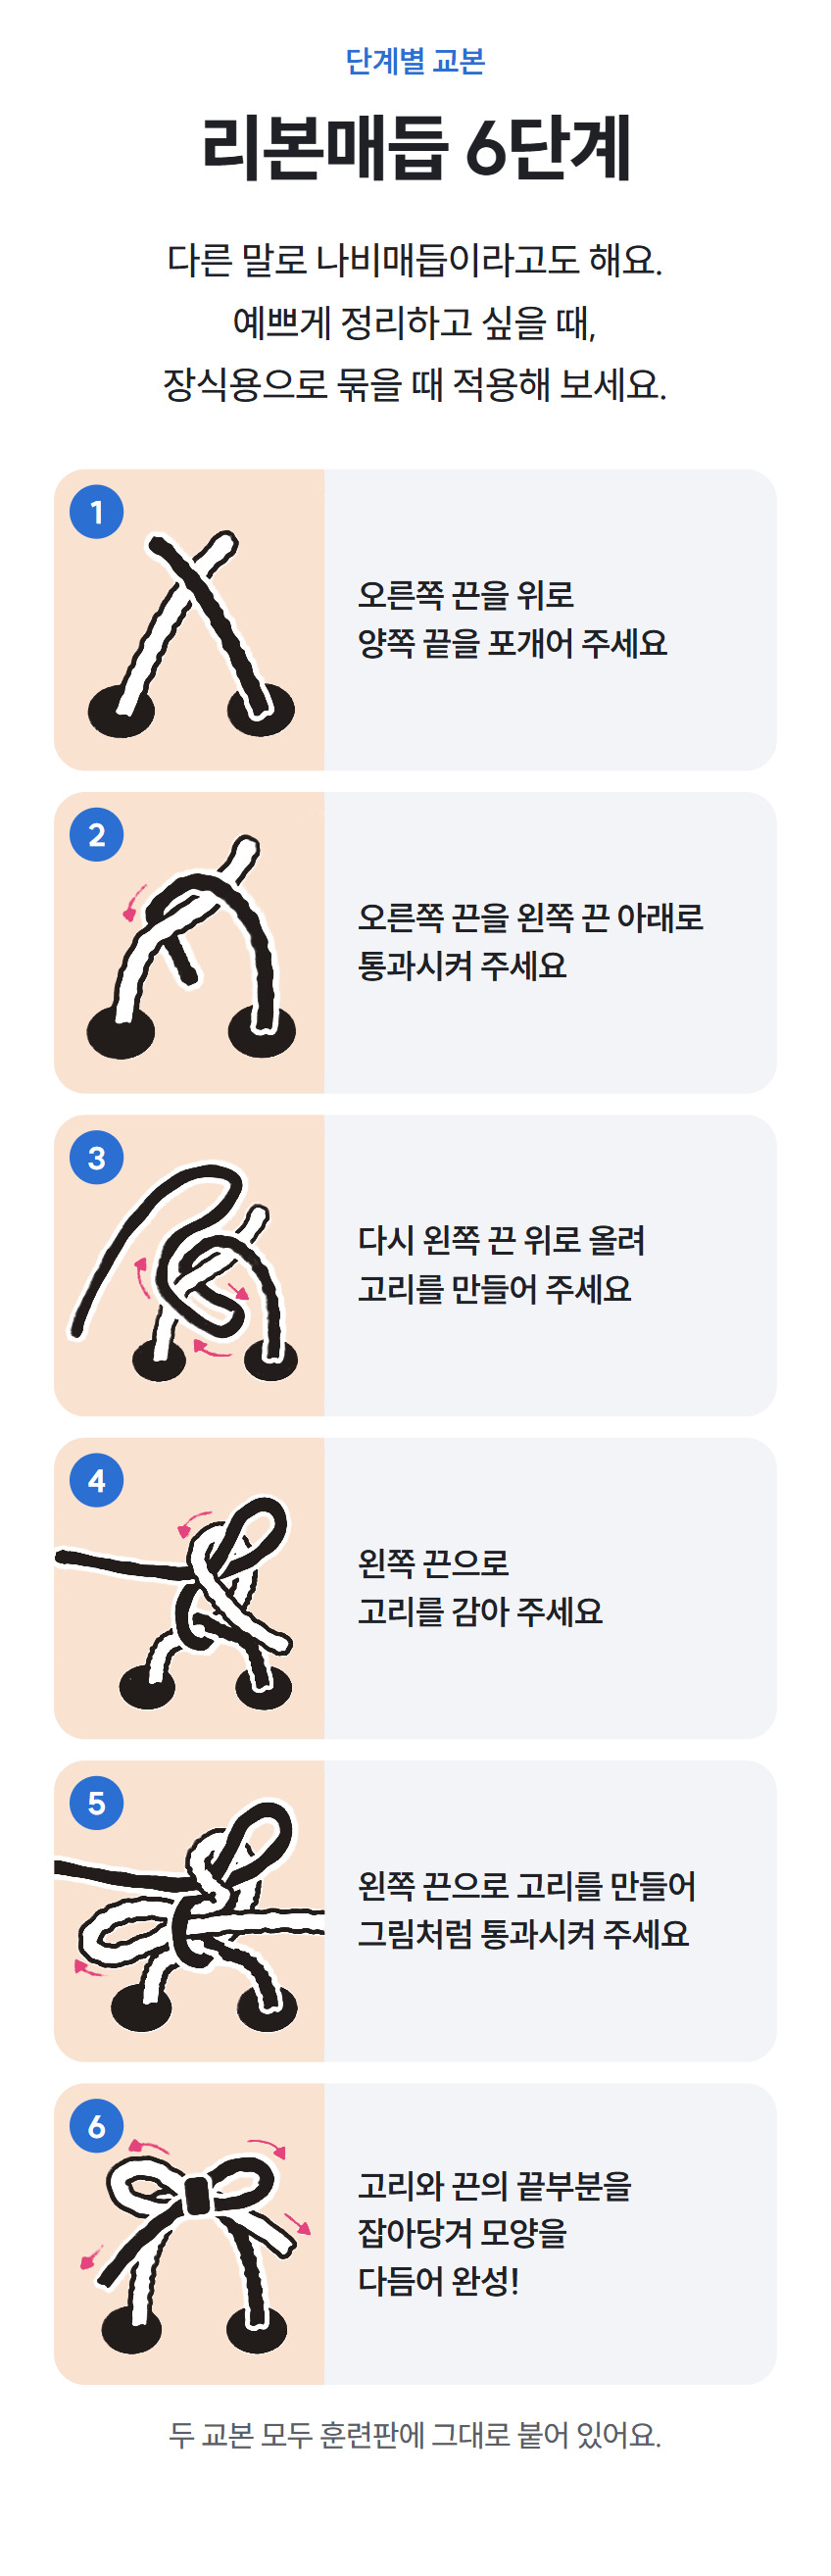 단계별 교본
리본매듭 6단계
다른 말로 나비매듭이라고도 해요.
예쁘게 정리하고 싶을 때,
장식용으로 묶을 때 적용해 보세요.
1
오른쪽 끈을 위로
양쪽 끝을 포개어 주세요
2
오른쪽 끈을 왼쪽 끈 아래로
통과시켜 주세요
3
다시 왼쪽 끈 위로 올려
고리를 만들어 주세요
4
왼쪽 끈으로
고리를 감아 주세요
5
왼쪽 끈으로 고리를 만들어
그림처럼 통과시켜 주세요
6
고리와 끈의 끝부분을
잡아당겨 모양을
다듬어 완성!
두 교본 모두 훈련판에 그대로 붙어 있어요.